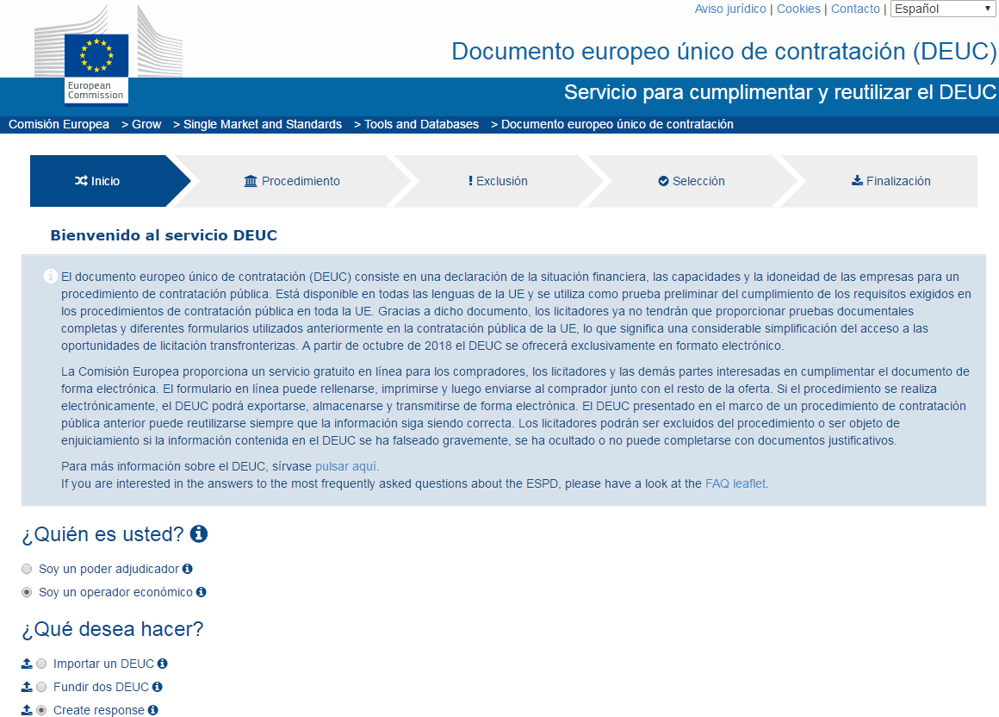 Aviso jurídico | Cookies | Contacto | Español
Documento europeo único de contratación (DEUC)
European
Commission
Servicio para cumplimentar y reutilizar el DEUC
Comisión Europea > Grow > Single Market and Standards > Tools and Databases > Documento europeo único de contratación
Inicio Procedimiento Exclusión Selección Finalización
Bienvenido al servicio DEUC
El documento europeo único de contratación (DEUC) consiste en una declaración de la situación financiera, las capacidades y la idoneidad de las empresas para un
procedimiento de contratación pública. Está disponible en todas las lenguas de la UE y se utiliza como prueba preliminar del cumplimiento de los requisitos exigidos en
los procedimientos de contratación pública en toda la UE. Gracias a dicho documento, los licitadores ya no tendrán que proporcionar pruebas documentales
completas y diferentes formularios utilizados anteriormente en la contratación pública de la UE, lo que significa una considerable simplificación del acceso a las
oportunidades de licitación transfronterizas. A partir de octubre de 2018 el DEUC se ofrecerá exclusivamente en formato electrónico.
La Comisión Europea proporciona un servicio gratuito en línea para los compradores, los licitadores y las demás partes interesadas en cumplimentar el documento de
forma electrónica. El formulario en línea puede rellenarse, imprimirse y luego enviarse al comprador junto con el resto de la oferta. Si el procedimiento se realiza
electrónicamente, el DEUC podrá exportarse, almacenarse y transmitirse de forma electrónica. El DEUC presentado en el marco de un procedimiento de contratación
pública anterior puede reutilizarse siempre que la información siga siendo correcta. Los licitadores podrán ser excluidos del procedimiento o ser objeto de
enjuiciamiento si la información contenida en el DEUC se ha falseado gravemente, se ha ocultado o no puede completarse con documentos justificativos.
Para más información sobre el DEUC, sírvase pulsar aquí.
If you are interested in the answers to the most frequently asked questions about the ESPD, please have a look at the FAQ leaflet.
¿Quién es usted?
Soy un poder adjudicador
Soy un operador económico
¿Qué desea hacer?
Importar un DEUC
Fundir dos DEUC
Create response